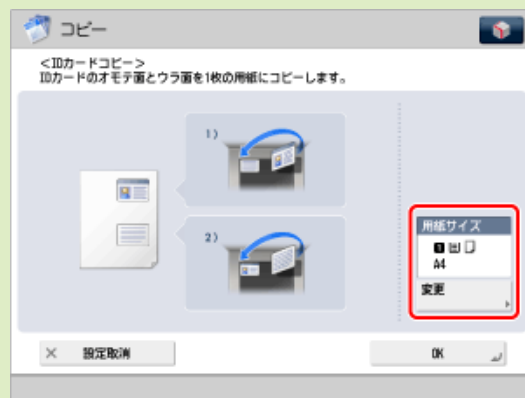 コピー
<IDカードコピー>
IDカードのオモテ面とウラ面を1枚の用紙にコピーします。
1)
2)
用紙サイズ
1
A4
変更
× 設定取消
OK